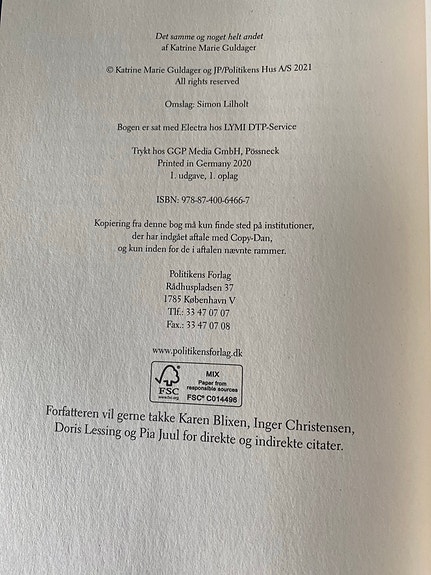 Det samme og noget helt andet
af Katrine Marie Guldager
© Katrine Marie Guldager og JP/Politikens Hus A/S 2021
All rights reserved
Omslag: Simon Lilholt
Bogen er sat med Electra hos LYMI DTP-Service
Trykt hos GGP Media GmbH, Pössneck
Printed in Germany 2020
1. udgave, 1. oplag
ISBN: 978-87-400-6466-7
Kopiering fra denne bog må kun finde sted på institutioner,
der har indgået aftale med Copy-Dan,
og kun inden for de i aftalen nævnte rammer.
Politikens Forlag
Rådhuspladsen 37
1785 København V
Tlf.: 33 47 07 07
Fax.: 33 47 07 08
www.politikensforlag.dk
FSC
www.fsc.org
MIX
Paper from
responsible sources
FSC® C014496
Forfatteren vil gerne takke Karen Blixen, Inger Christensen,
Doris Lessing og Pia Juul for direkte og indirekte citater.